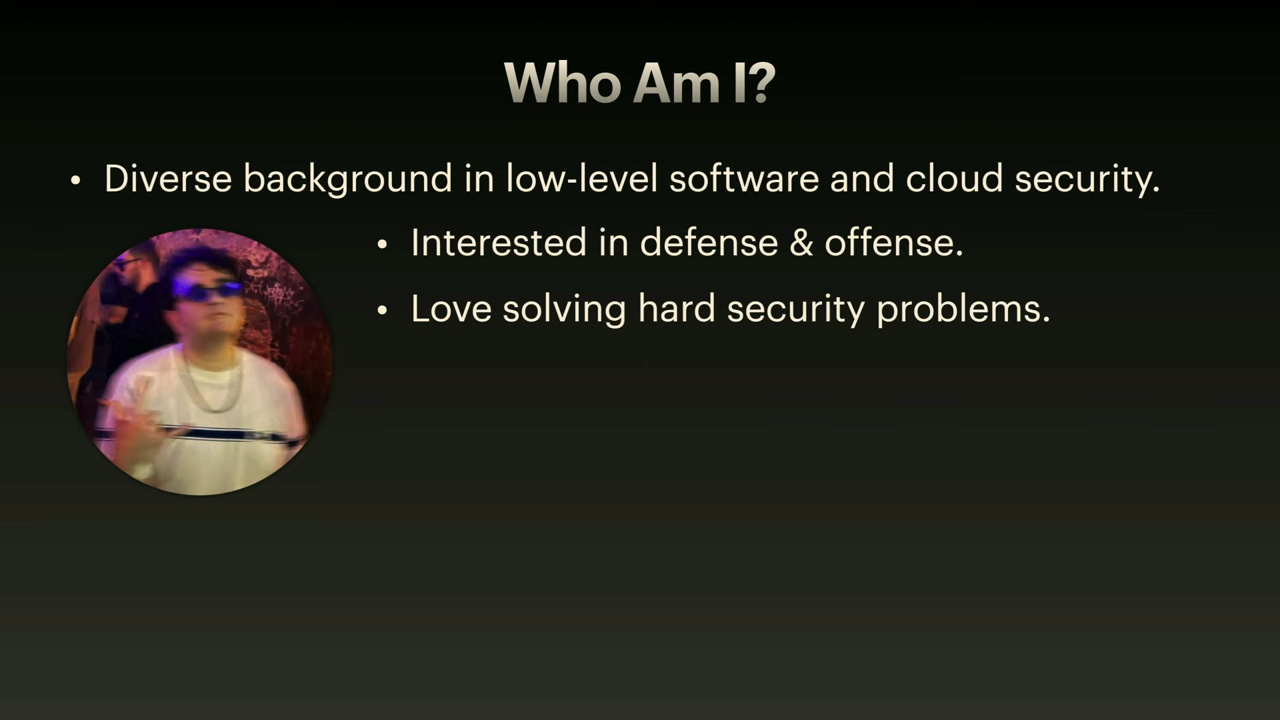 Who Am I?
• Diverse background in low-level software and cloud security.
• Interested in defense & offense.
• Love solving hard security problems.